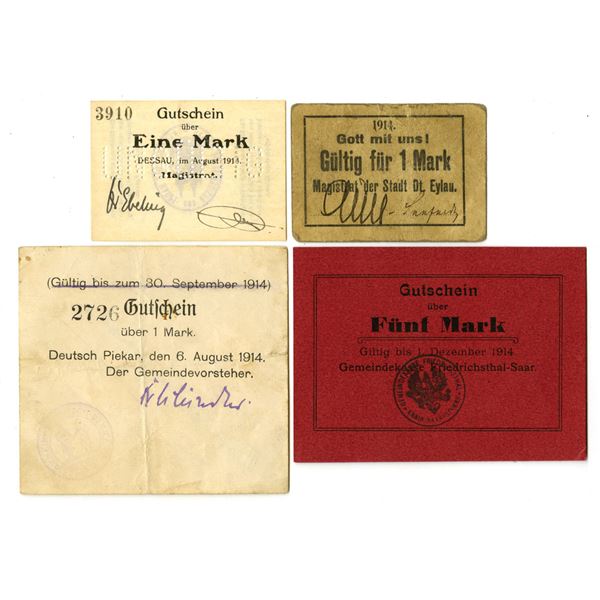 3910
Gutschein
über
Eine Mark
DESSAU, im August 1914.
Magistrat.
1914.
Gott mit uns!
Gültig für 1 Mark
Magistrat der Stadt Dt. Eylau.
(Gültig bis zum 30. September 1914)
2726 Gutschein
über 1 Mark.
Deutsch Piekar, den 6. August 1914.
Der Gemeindevorsteher.
Gutschein
über
Fünf Mark
Giltig bis 1. Dezember 1914
Gemeindekasse Friedrichsthal-Saar.